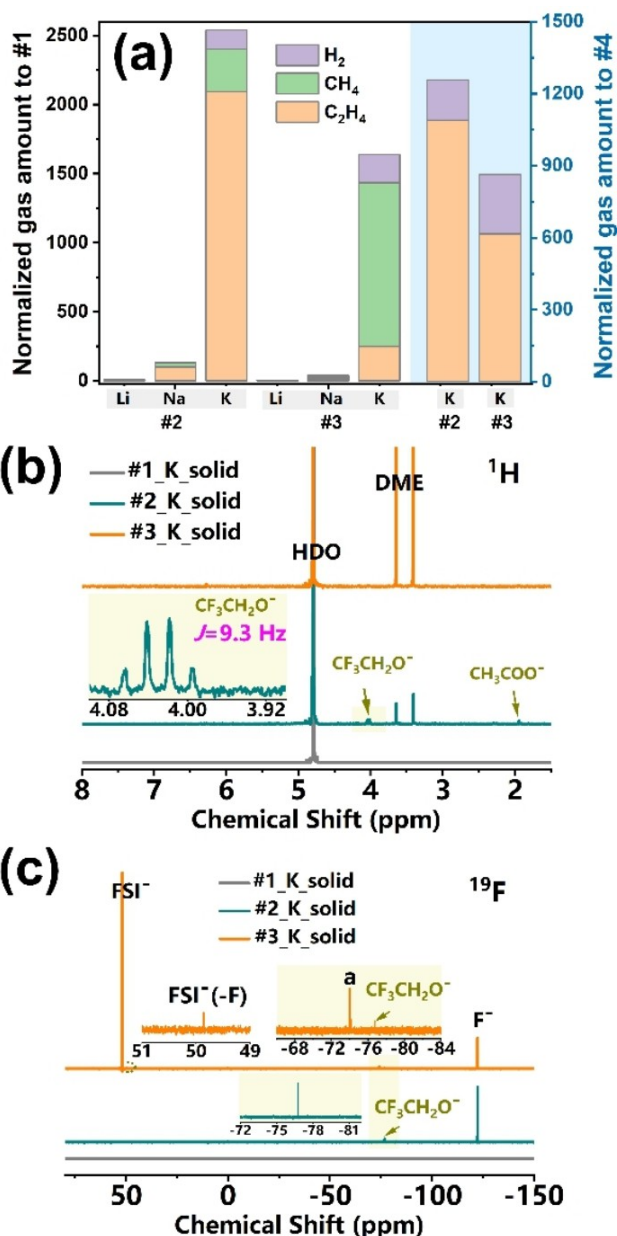 (a)
H₂
CH₄
C₂H₄
Normalized gas amount to #1
2500
2000
1500
1000
500
0
1500
1200
900
600
300
0
Normalized gas amount to #4
Li Na K Li Na K K K
#2 #3 #2 #3
(b)
#1_K_solid
#2_K_solid
#3_K_solid
¹H
DME
HDO
CF₃CH₂O⁻
J=9.3 Hz
4.08 4.00 3.92
CF₃CH₂O⁻
CH₃COO⁻
8 7 6 5 4 3 2
Chemical Shift (ppm)
(c)
FSI⁻
#1_K_solid
#2_K_solid
#3_K_solid
¹⁹F
FSI⁻(-F)
51 50 49
a
CF₃CH₂O⁻
-68 -72 -76 -80 -84
F⁻
-72 -75 -78 -81
CF₃CH₂O⁻
50 0 -50 -100 -150
Chemical Shift (ppm)